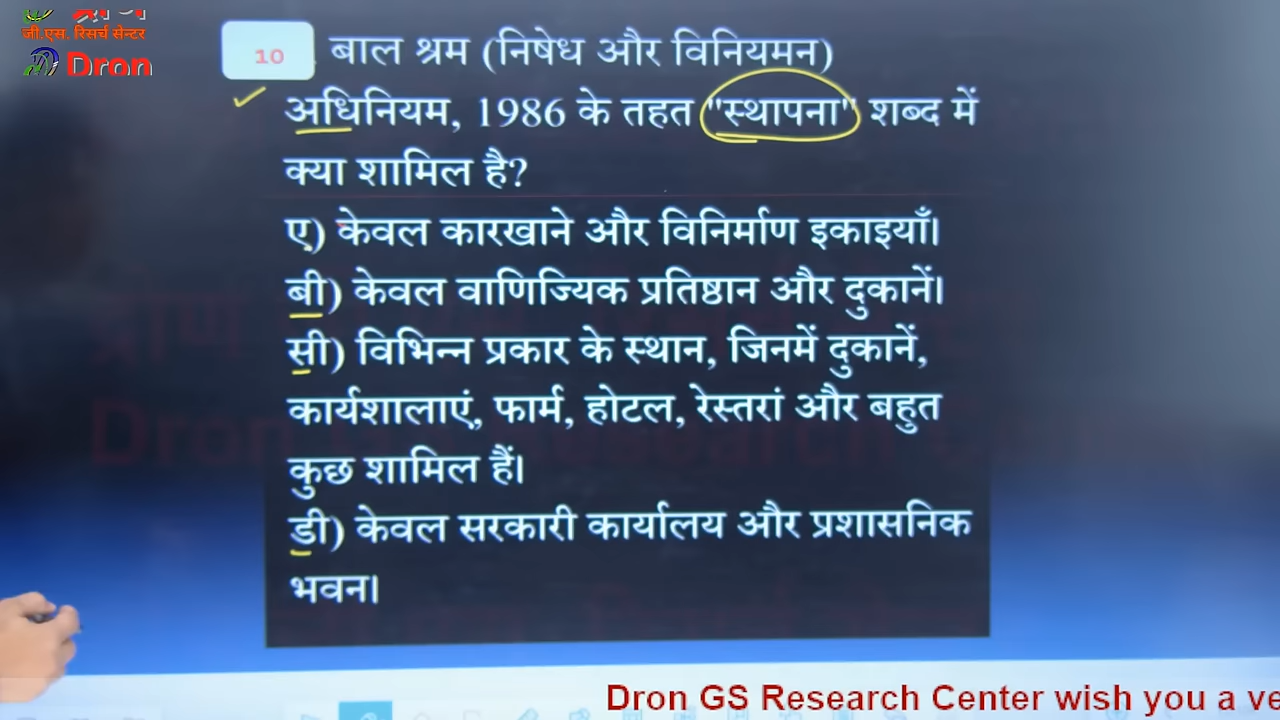 जी.एस. रिसर्च सेन्टर
Dron
10 बाल श्रम (निषेध और विनियमन)
अधिनियम, 1986 के तहत "स्थापना" शब्द में
क्या शामिल है?
ए) केवल कारखाने और विनिर्माण इकाइयाँ।
बी) केवल वाणिज्यिक प्रतिष्ठान और दुकानें।
सी) विभिन्न प्रकार के स्थान, जिनमें दुकानें,
कार्यशालाएं, फार्म, होटल, रेस्तरां और बहुत
कुछ शामिल हैं।
डी) केवल सरकारी कार्यालय और प्रशासनिक
भवन।
Dron GS Research Center wish you a ve